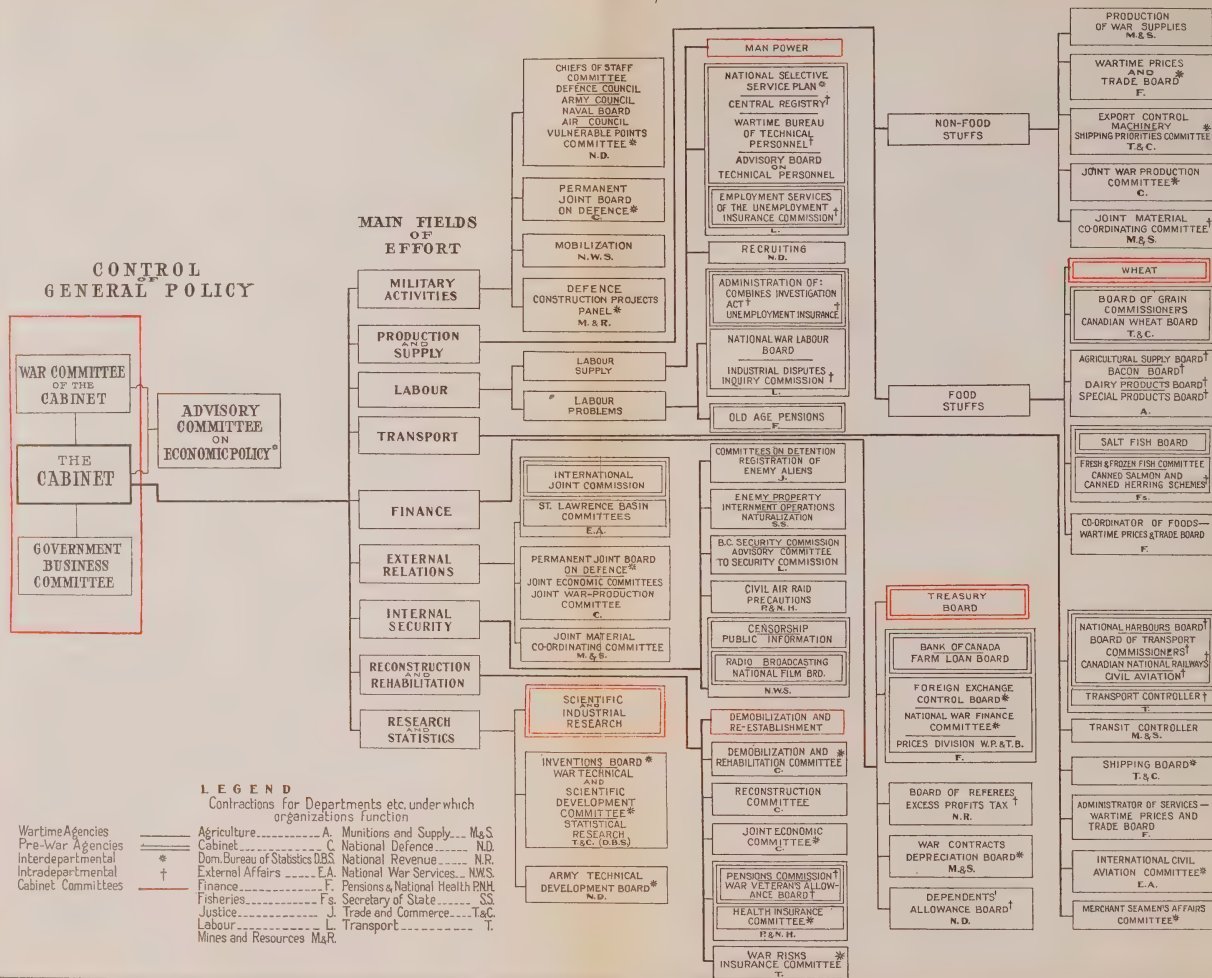 CONTROL
OF
GENERAL POLICY
WAR COMMITTEE
OF THE
CABINET
THE
CABINET
GOVERNMENT
BUSINESS
COMMITTEE
ADVISORY
COMMITTEE
ON
ECONOMIC POLICY*
MAIN FIELDS
OF
EFFORT
MILITARY
ACTIVITIES
PRODUCTION
AND
SUPPLY
LABOUR
TRANSPORT
FINANCE
EXTERNAL
RELATIONS
INTERNAL
SECURITY
RECONSTRUCTION
AND
REHABILITATION
RESEARCH
AND
STATISTICS
CHIEFS OF STAFF
COMMITTEE
DEFENCE COUNCIL
ARMY COUNCIL
NAVAL BOARD
AIR COUNCIL
VULNERABLE POINTS
COMMITTEE*
N.D.
PERMANENT
JOINT BOARD
ON DEFENCE*
C.
MOBILIZATION
N.W.S.
DEFENCE
CONSTRUCTION PROJECTS
PANEL*
M. & R.
LABOUR
SUPPLY
LABOUR
PROBLEMS
INTERNATIONAL
JOINT COMMISSION
ST. LAWRENCE BASIN
COMMITTEES
E.A.
PERMANENT JOINT BOARD
ON DEFENCE*
JOINT ECONOMIC COMMITTEES
JOINT WAR-PRODUCTION
COMMITTEE
C.
JOINT MATERIAL
CO-ORDINATING COMMITTEE
M. & S.
SCIENTIFIC
AND
INDUSTRIAL
RESEARCH
INVENTIONS BOARD*
WAR TECHNICAL
AND
SCIENTIFIC
DEVELOPMENT
COMMITTEE*
STATISTICAL
RESEARCH
T.& C. (D.B.S.)
ARMY TECHNICAL
DEVELOPMENT BOARD*
N.D.
MAN POWER
NATIONAL SELECTIVE
SERVICE PLAN*
CENTRAL REGISTRY†
WARTIME BUREAU
OF TECHNICAL
PERSONNEL†
ADVISORY BOARD
ON
TECHNICAL PERSONNEL
EMPLOYMENT SERVICES
OF THE UNEMPLOYMENT
INSURANCE COMMISSION†
L.
RECRUITING
N.D.
ADMINISTRATION OF:
COMBINES INVESTIGATION
ACT†
UNEMPLOYMENT INSURANCE†
NATIONAL WAR LABOUR
BOARD
INDUSTRIAL DISPUTES
INQUIRY COMMISSION†
L.
OLD AGE PENSIONS
F.
COMMITTEES ON DETENTION
REGISTRATION OF
ENEMY ALIENS
J.
ENEMY PROPERTY
INTERNMENT OPERATIONS
NATURALIZATION
S.S.
B.C. SECURITY COMMISSION
ADVISORY COMMITTEE
TO SECURITY COMMISSION
L.
CIVIL AIR RAID
PRECAUTIONS
P.& N. H.
CENSORSHIP
PUBLIC INFORMATION
RADIO BROADCASTING
NATIONAL FILM BRD.
N.W.S.
DEMOBILIZATION AND
RE-ESTABLISHMENT
DEMOBILIZATION AND *
REHABILITATION COMMITTEE
C.
RECONSTRUCTION
COMMITTEE
C.
JOINT ECONOMIC
COMMITTEE*
C.
PENSIONS COMMISSION†
WAR VETERAN'S ALLOW-
ANCE BOARD†
HEALTH INSURANCE
COMMITTEE*
P.& N. H.
WAR RISKS *
INSURANCE COMMITTEE
T.
NON-FOOD
STUFFS
FOOD
STUFFS
TREASURY
BOARD
BANK OF CANADA
FARM LOAN BOARD
FOREIGN EXCHANGE
CONTROL BOARD*
NATIONAL WAR FINANCE
COMMITTEE*
PRICES DIVISION W.P.& T.B.
F.
BOARD OF REFEREES
EXCESS PROFITS TAX †
N.R.
WAR CONTRACTS
DEPRECIATION BOARD*
M.&S.
DEPENDENTS'
ALLOWANCE BOARD†
N. D.
PRODUCTION
OF WAR SUPPLIES
M.& S.
WARTIME PRICES
AND *
TRADE BOARD
F.
EXPORT CONTROL
MACHINERY *
SHIPPING PRIORITIES COMMITTEE
T.& C.
JOINT WAR PRODUCTION
COMMITTEE*
C.
JOINT MATERIAL †
CO-ORDINATING COMMITTEE
M.& S.
WHEAT
BOARD OF GRAIN
COMMISSIONERS
CANADIAN WHEAT BOARD
T.& C.
AGRICULTURAL SUPPLY BOARD†
BACON BOARD†
DAIRY PRODUCTS BOARD†
SPECIAL PRODUCTS BOARD†
A.
SALT FISH BOARD
FRESH & FROZEN FISH COMMITTEE
CANNED SALMON AND
CANNED HERRING SCHEMES†
Fs.
CO-ORDINATOR OF FOODS—
WARTIME PRICES & TRADE BOARD
F.
NATIONAL HARBOURS BOARD†
BOARD OF TRANSPORT
COMMISSIONERS†
CANADIAN NATIONAL RAILWAYS†
CIVIL AVIATION†
TRANSPORT CONTROLLER †
T.
TRANSIT CONTROLLER
M.& S.
SHIPPING BOARD*
T. & C.
ADMINISTRATOR OF SERVICES —
WARTIME PRICES AND
TRADE BOARD
F.
INTERNATIONAL CIVIL
AVIATION COMMITTEE*
E.A.
MERCHANT SEAMEN'S AFFAIRS
COMMITTEE*
LEGEND
Contractions for Departments etc. under which
organizations function
Wartime Agencies
Pre-War Agencies
Interdepartmental *
Intradepartmental †
Cabinet Committees
Agriculture A.
Cabinet C.
Dom. Bureau of Statistics D.B.S.
External Affairs E.A.
Finance F.
Fisheries Fs.
Justice J.
Labour L.
Mines and Resources M.&R.
Munitions and Supply M.&S.
National Defence N.D.
National Revenue N.R.
National War Services N.W.S.
Pensions & National Health P.N.H.
Secretary of State S.S.
Trade and Commerce T.&C.
Transport T.